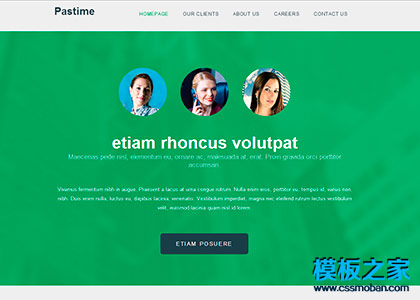 Pastime
HOMEPAGE OUR CLIENTS ABOUT US CAREERS CONTACT US
etiam rhoncus volutpat
Maecenas pede nisl, elementum eu, ornare ac, malesuada at, erat. Proin gravida orci porttitor
accumsan.
Vivamus fermentum nibh in augue. Praesent a lacus at urna congue rutrum. Nulla enim eros, porttitor eu, tempus id, varius non,
nibh. Duis enim nulla, luctus eu, dapibus lacinia, venenatis. Vestibulum imperdiet, magna nec eleifend rutrum lectus vestibulum
velit, euismod lacinia quam nisl id lorem.
ETIAM POSUERE
模板之家
www.cssmoban.com